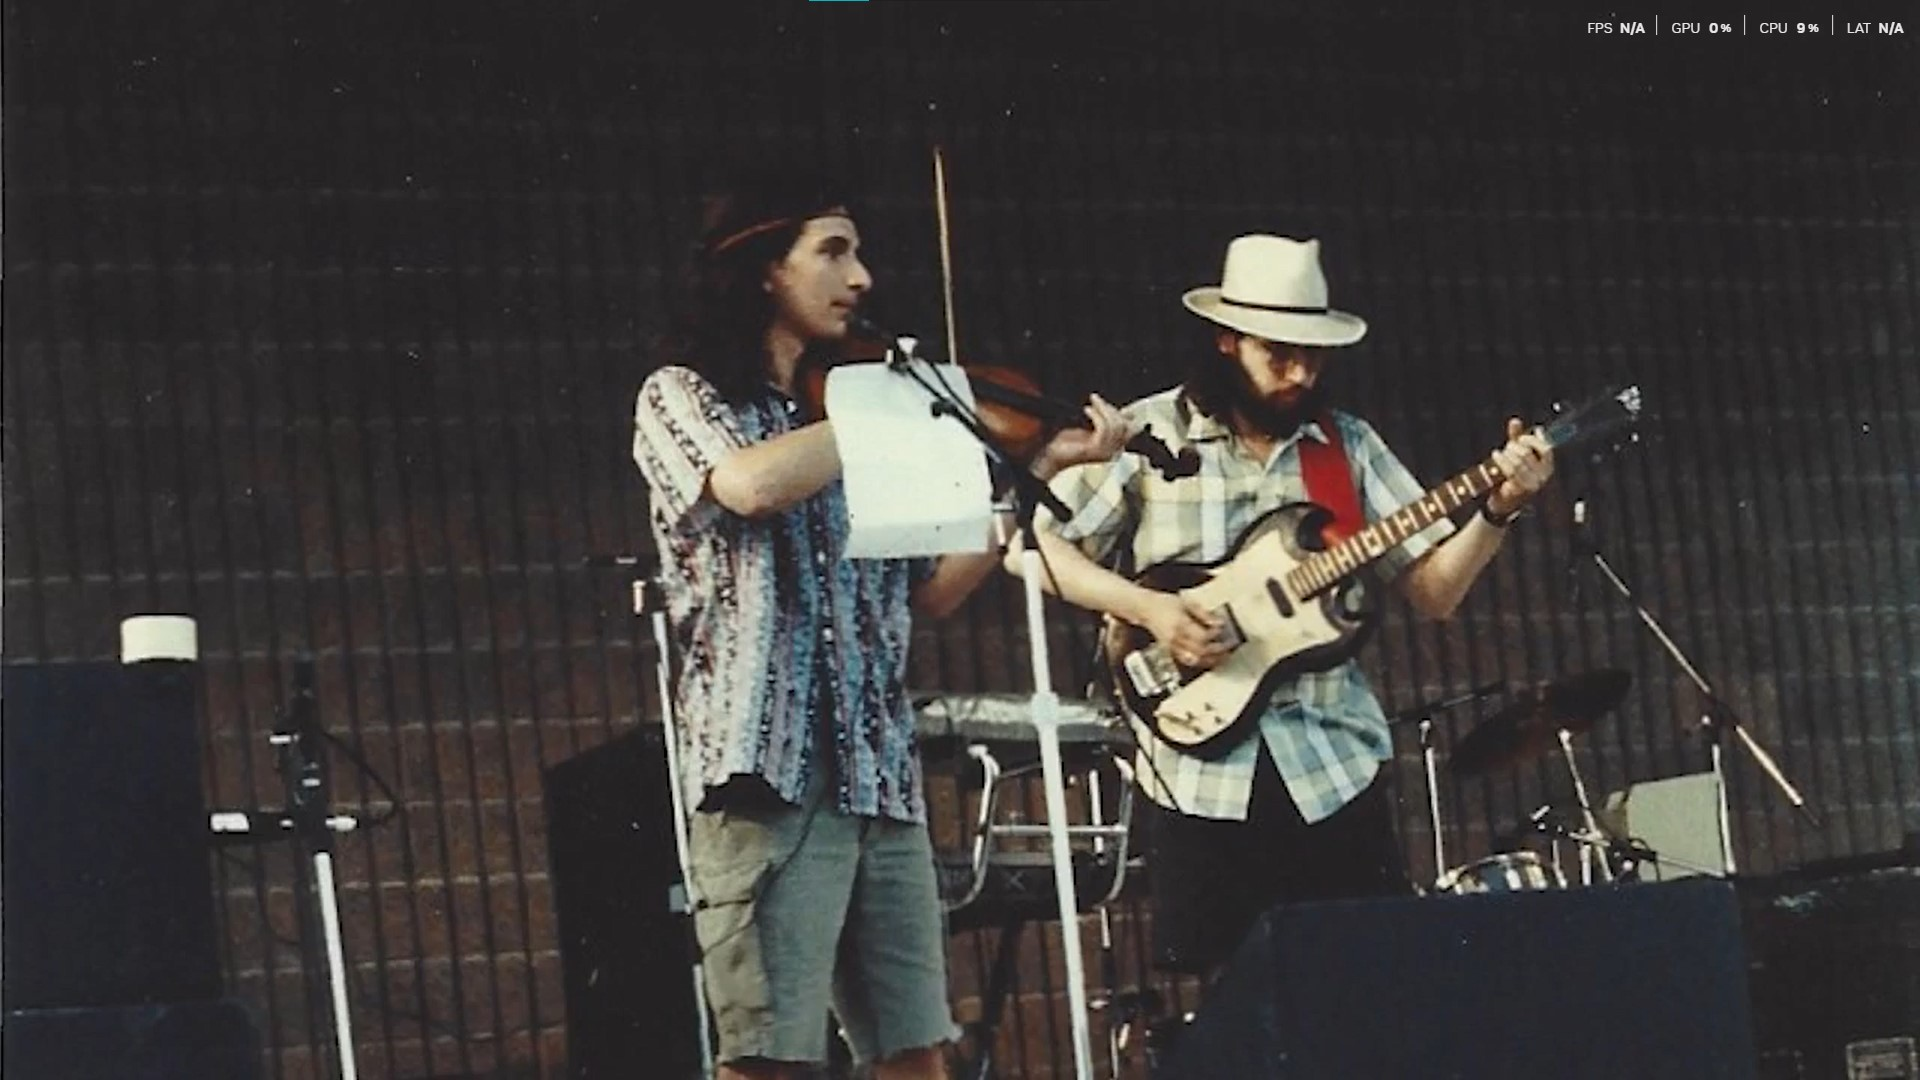 FPS N/A GPU 0% CPU 9% LAT N/A